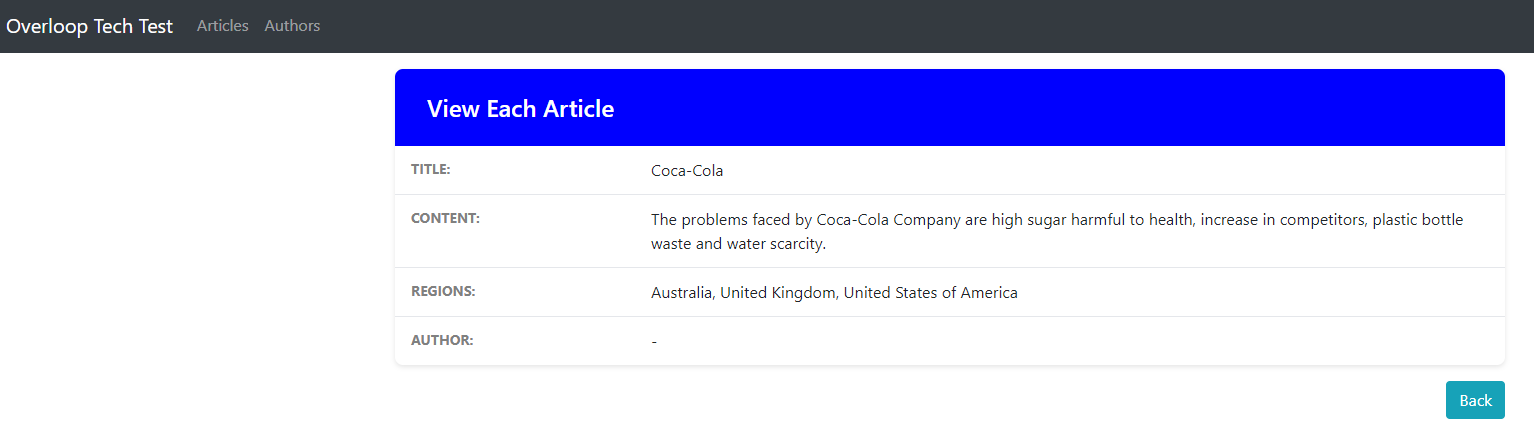 Overloop Tech Test Articles Authors
View Each Article
TITLE: Coca-Cola
CONTENT: The problems faced by Coca-Cola Company are high sugar harmful to health, increase in competitors, plastic bottle
waste and water scarcity.
REGIONS: Australia, United Kingdom, United States of America
AUTHOR: -
Back